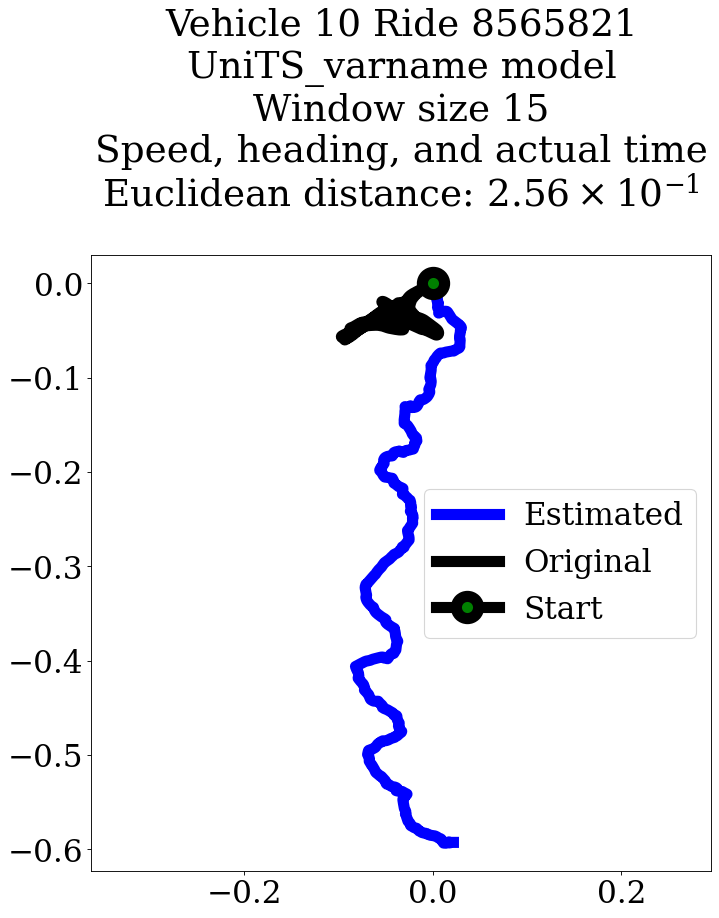 Vehicle 10 Ride 8565821
UniTS_varname model
Window size 15
Speed, heading, and actual time
Euclidean distance: 2.56 × 10⁻¹
0.0
−0.1
−0.2
−0.3
−0.4
−0.5
−0.6
Estimated
Original
Start
−0.2
0.0
0.2